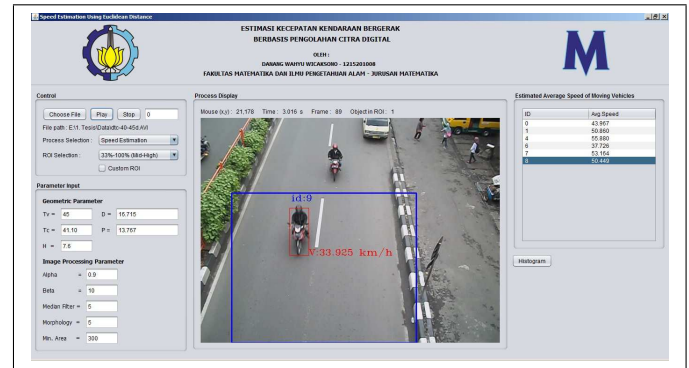 Speed Estimation Using Euclidean Distance
ESTIMASI KECEPATAN KENDARAAN BERGERAK
BERBASIS PENGOLAHAN CITRA DIGITAL
OLEH :
DANANG WAHYU WICAKSONO - 1215201008
FAKULTAS MATEMATIKA DAN ILMU PENGETAHUAN ALAM - JURUSAN MATEMATIKA
M
Control
Choose File Play Stop 0
File path : E:\1. Tesis\Data\dtc-40-45d.AVI
Process Selection : Speed Estimation
ROI Selection : 33%-100% (Mid-High)
Custom ROI
Parameter Input
Geometric Parameter
Tv = 45 D = 16.715
Tc = 41.10 P = 13.767
H = 7.6
Image Processing Parameter
Alpha = 0.9
Beta = 10
Median Filter = 5
Morphology = 5
Min. Area = 300
Process Display
Mouse (x,y) : 21.178 Time : 3.016 s Frame : 89 Object in ROI : 1
id:9
V:33.925 km/h
Estimated Average Speed of Moving Vehicles
ID Avg.Speed
0 43.967
1 50.860
4 55.880
6 37.726
7 53.164
8 50.449
Histogram